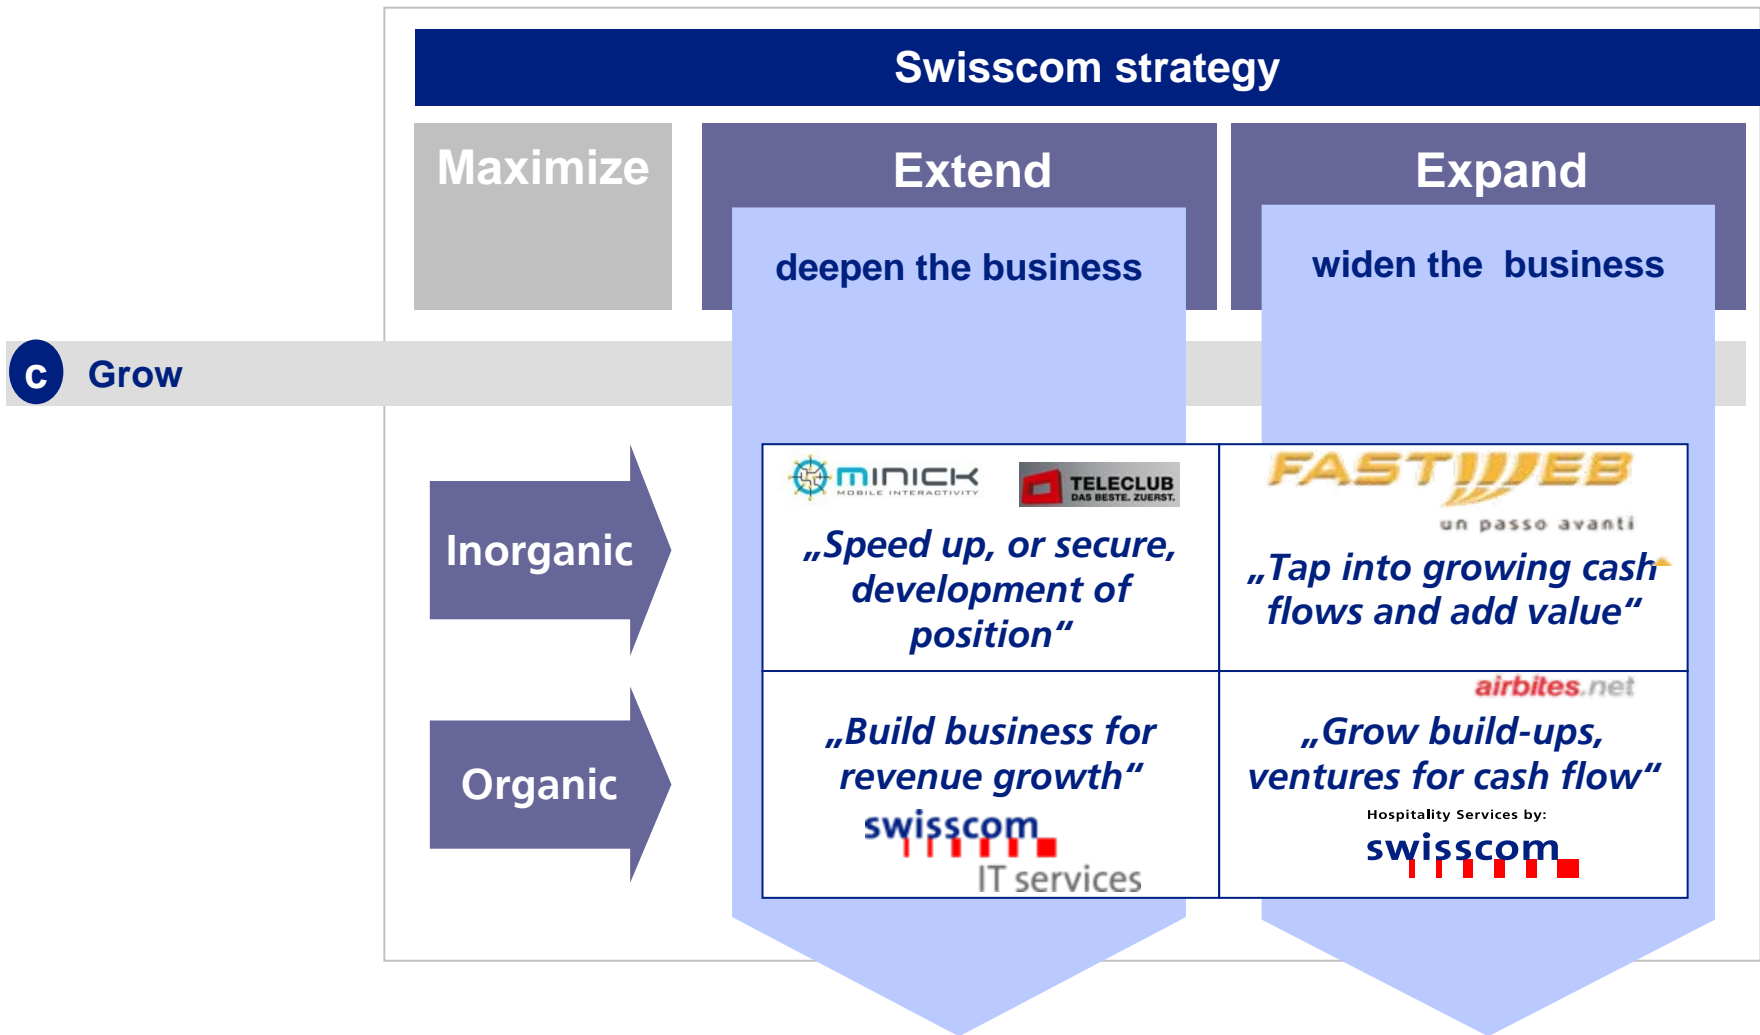 Swisscom strategy
Maximize
Extend
Expand
deepen the business
widen the business
c Grow
Inorganic
MINICK
MOBILE INTERACTIVITY
TELECLUB
DAS BESTE. ZUERST.
„Speed up, or secure,
development of
position“
FASTWEB
un passo avanti
„Tap into growing cash
flows and add value“
Organic
„Build business for
revenue growth“
swisscom
IT services
airbites.net
„Grow build-ups,
ventures for cash flow“
Hospitality Services by:
swisscom